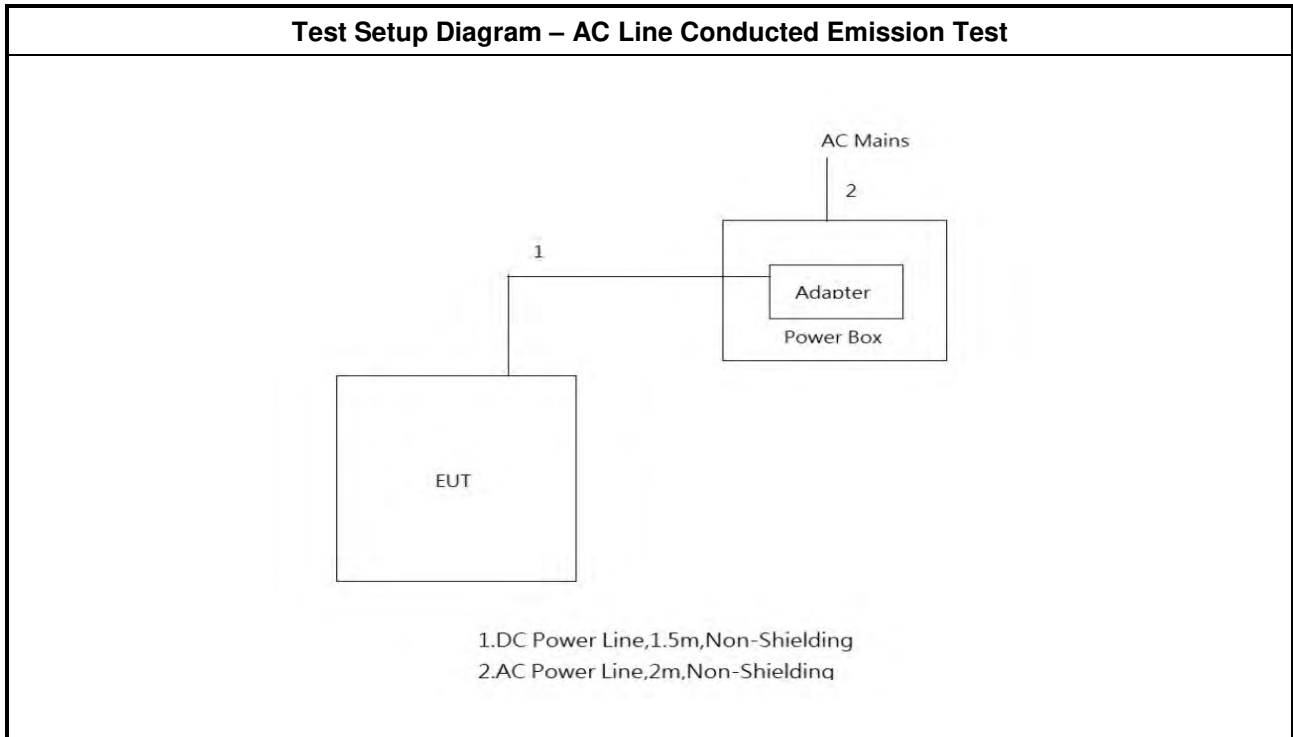 Test Setup Diagram – AC Line Conducted Emission Test
AC Mains
2
1
Adapter
Power Box
EUT
1.DC Power Line,1.5m,Non-Shielding
2.AC Power Line,2m,Non-Shielding